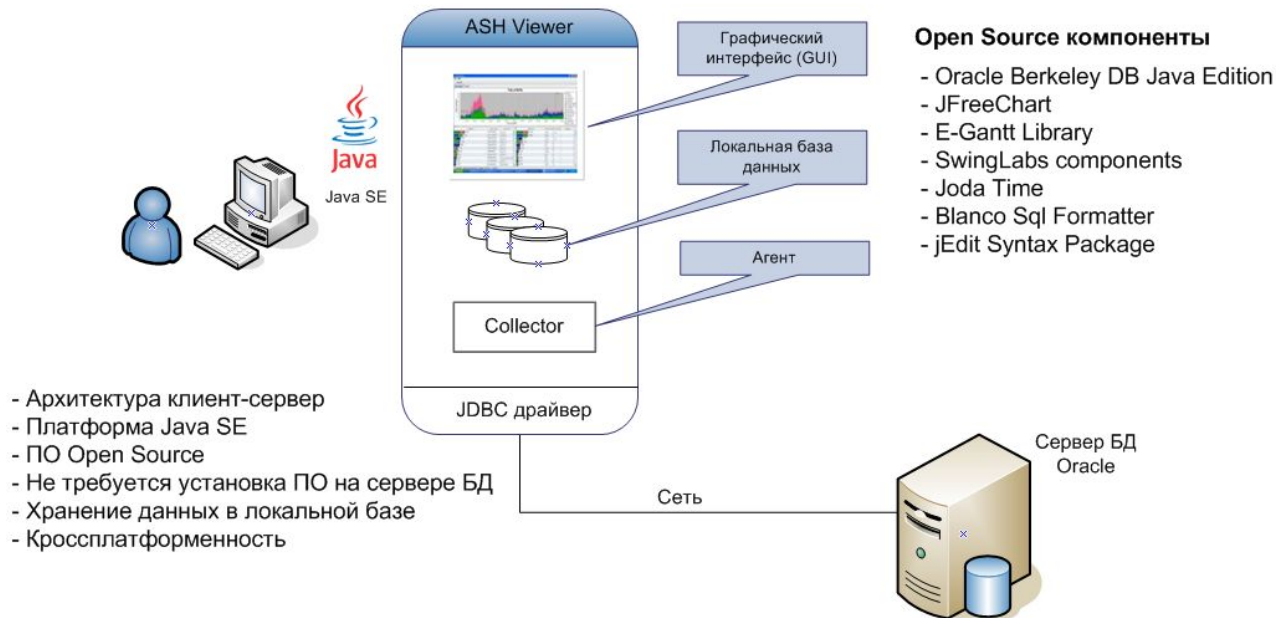 ASH Viewer
Графический
интерфейс (GUI)
Локальная база
данных
Агент
Collector
JDBC драйвер
Java
Java SE
Open Source компоненты
- Oracle Berkeley DB Java Edition
- JFreeChart
- E-Gantt Library
- SwingLabs components
- Joda Time
- Blanco Sql Formatter
- jEdit Syntax Package
- Архитектура клиент-сервер
- Платформа Java SE
- ПО Open Source
- Не требуется установка ПО на сервере БД
- Хранение данных в локальной базе
- Кроссплатформенность
Сеть
Сервер БД
Oracle